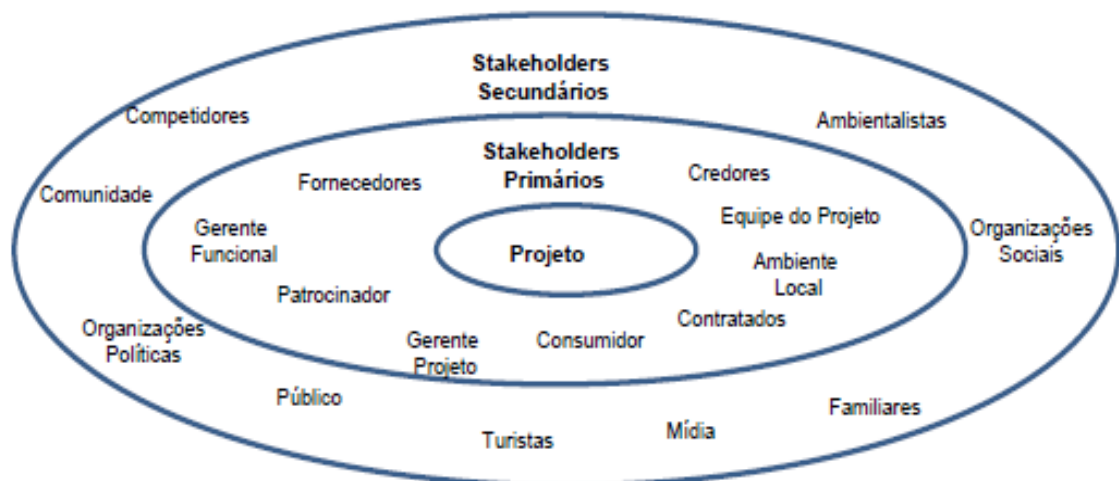 Stakeholders
Secundários
Competidores
Ambientalistas
Stakeholders
Primários
Fornecedores
Credores
Comunidade
Equipe do Projeto
Gerente
Funcional
Projeto
Organizações
Sociais
Ambiente
Local
Patrocinador
Contratados
Organizações
Políticas
Gerente
Projeto
Consumidor
Público
Familiares
Turistas
Mídia